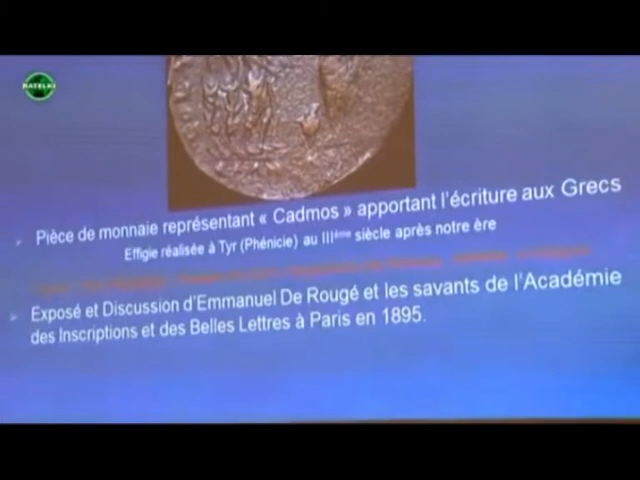 RATELKI
Pièce de monnaie représentant « Cadmos » apportant l'écriture aux Grecs
Effigie réalisée à Tyr (Phénicie) au IIIème siècle après notre ère
Exposé et Discussion d'Emmanuel De Rougé et les savants de l'Académie
des Inscriptions et des Belles Lettres à Paris en 1895.